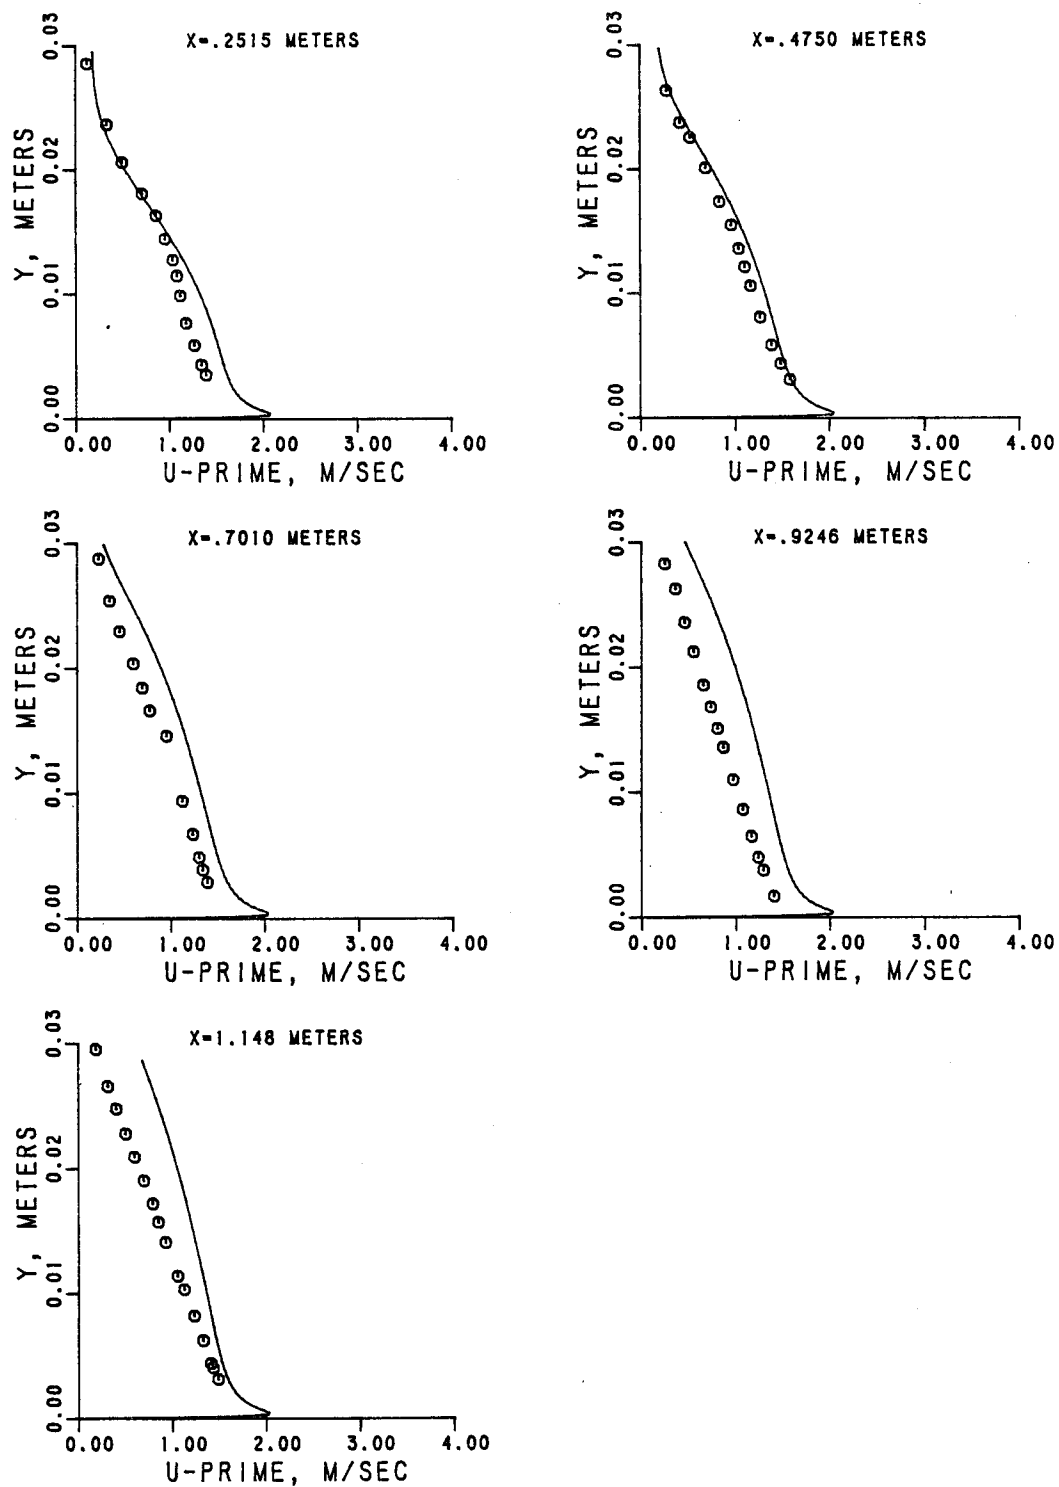 X=.2515 METERS
0.03
0.02
0.01
0.00
Y, METERS
0.00 1.00 2.00 3.00 4.00
U-PRIME, M/SEC
X=.4750 METERS
0.03
0.02
0.01
0.00
Y, METERS
0.00 1.00 2.00 3.00 4.00
U-PRIME, M/SEC
X=.7010 METERS
0.03
0.02
0.01
0.00
Y, METERS
0.00 1.00 2.00 3.00 4.00
U-PRIME, M/SEC
X=.9246 METERS
0.03
0.02
0.01
0.00
Y, METERS
0.00 1.00 2.00 3.00 4.00
U-PRIME, M/SEC
X=1.148 METERS
0.03
0.02
0.01
0.00
Y, METERS
0.00 1.00 2.00 3.00 4.00
U-PRIME, M/SEC